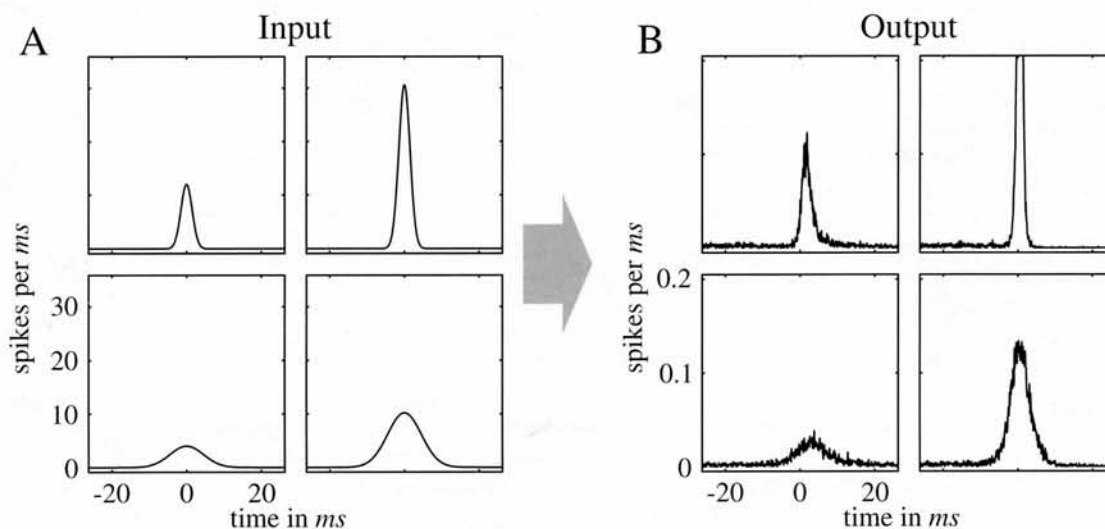 A
Input
B
Output
spikes per ms
30
20
10
0
-20 0 20
time in ms
spikes per ms
0.2
0.1
0
-20 0 20
time in ms